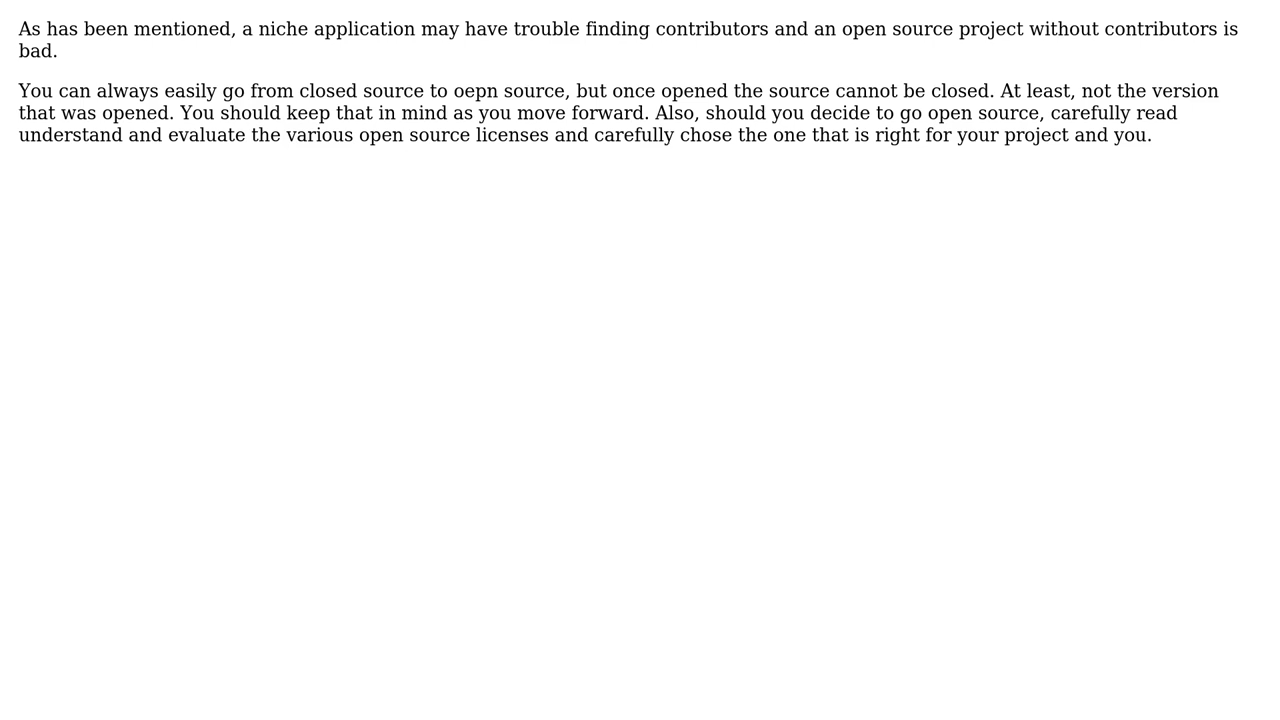 As has been mentioned, a niche application may have trouble finding contributors and an open source project without contributors is
bad.
You can always easily go from closed source to oepn source, but once opened the source cannot be closed. At least, not the version
that was opened. You should keep that in mind as you move forward. Also, should you decide to go open source, carefully read
understand and evaluate the various open source licenses and carefully chose the one that is right for your project and you.